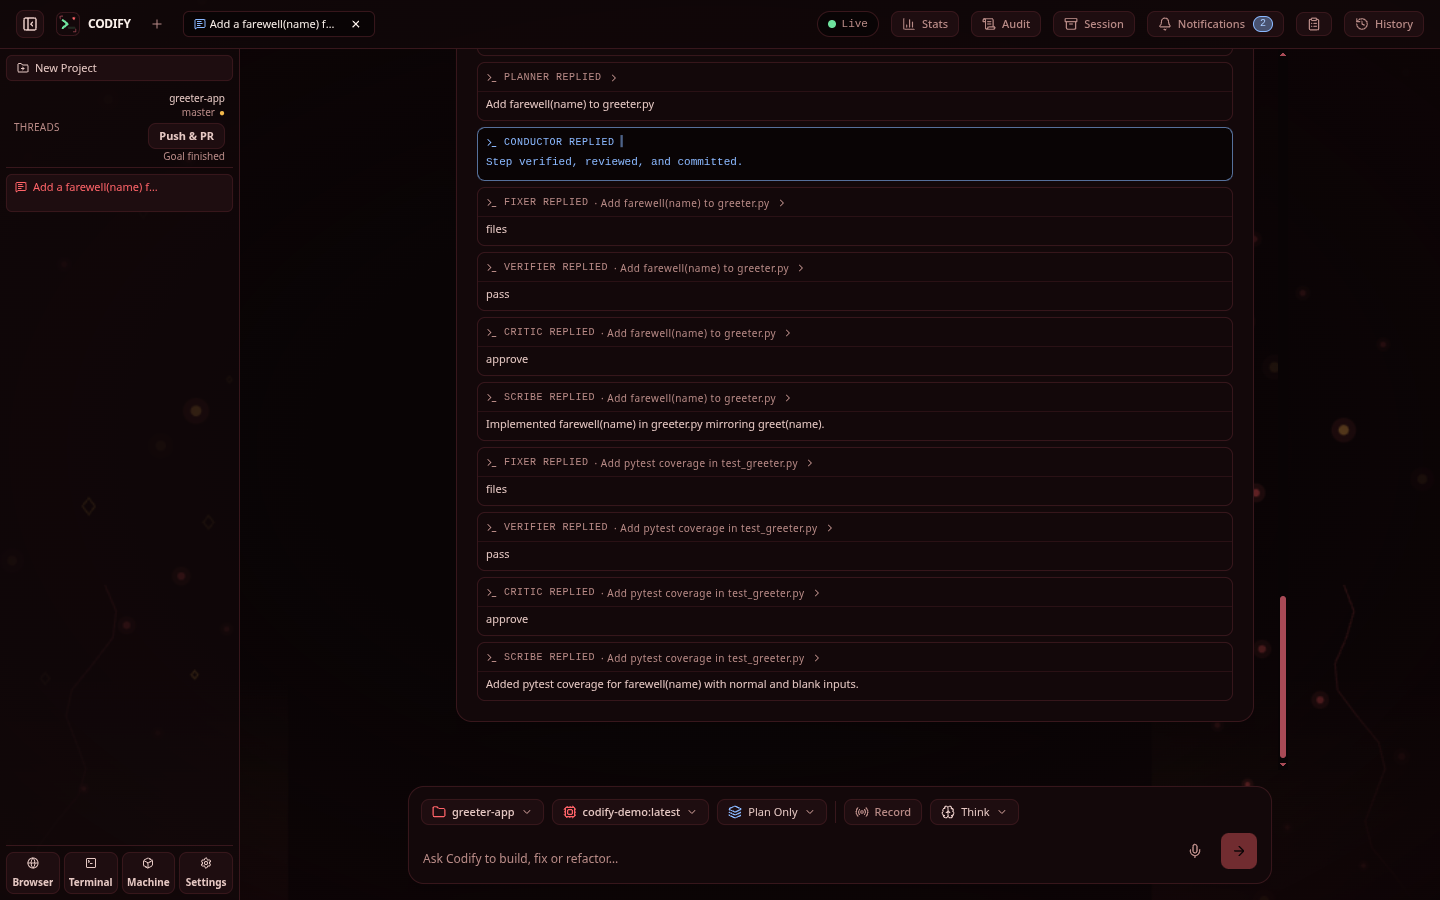 CODIFY
Add a farewell(name) f...
Live
Stats
Audit
Session
Notifications 2
History
New Project
THREADS
greeter-app
master
Push & PR
Goal finished
Add a farewell(name) f...
PLANNER REPLIED
Add farewell(name) to greeter.py
CONDUCTOR REPLIED
Step verified, reviewed, and committed.
FIXER REPLIED · Add farewell(name) to greeter.py
files
VERIFIER REPLIED · Add farewell(name) to greeter.py
pass
CRITIC REPLIED · Add farewell(name) to greeter.py
approve
SCRIBE REPLIED · Add farewell(name) to greeter.py
Implemented farewell(name) in greeter.py mirroring greet(name).
FIXER REPLIED · Add pytest coverage in test_greeter.py
files
VERIFIER REPLIED · Add pytest coverage in test_greeter.py
pass
CRITIC REPLIED · Add pytest coverage in test_greeter.py
approve
SCRIBE REPLIED · Add pytest coverage in test_greeter.py
Added pytest coverage for farewell(name) with normal and blank inputs.
greeter-app
codify-demo:latest
Plan Only
Record
Think
Ask Codify to build, fix or refactor...
Browser
Terminal
Machine
Settings